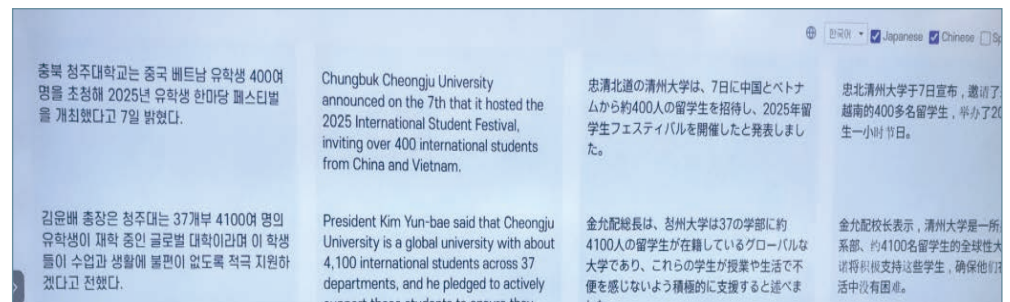 한국어 Japanese Chinese
충북 청주대학교는 중국 베트남 유학생 400여
명을 초청해 2025년 유학생 한마당 페스티벌
을 개최했다고 7일 밝혔다.
Chungbuk Cheongju University
announced on the 7th that it hosted the
2025 International Student Festival,
inviting over 400 international students
from China and Vietnam.
忠清北道の清州大学は、7日に中国とベトナ
ムから約400人の留学生を招待し、2025年留
学生フェスティバルを開催したと発表しまし
た。
忠北清州大学于7日宣布，邀请了
越南的400多名留学生，举办了20
生一小时节日。
김윤배 총장은 청주대는 37개부 4100여 명의
유학생이 재학 중인 글로벌 대학이라며 이 학생
들이 수업과 생활에 불편이 없도록 적극 지원하
겠다고 전했다.
President Kim Yun-bae said that Cheongju
University is a global university with about
4,100 international students across 37
departments, and he pledged to actively
金允配総長は、청州大学は37の学部に約
4100人の留学生が在籍しているグローバルな
大学であり、これらの学生が授業や生活で不
便を感じないよう積極的に支援すると述べま
金允配校长表示，清州大学是一所
系部、约4100名留学生的全球性大
诺将积极支持这些学生，确保他们在
活中没有困难。